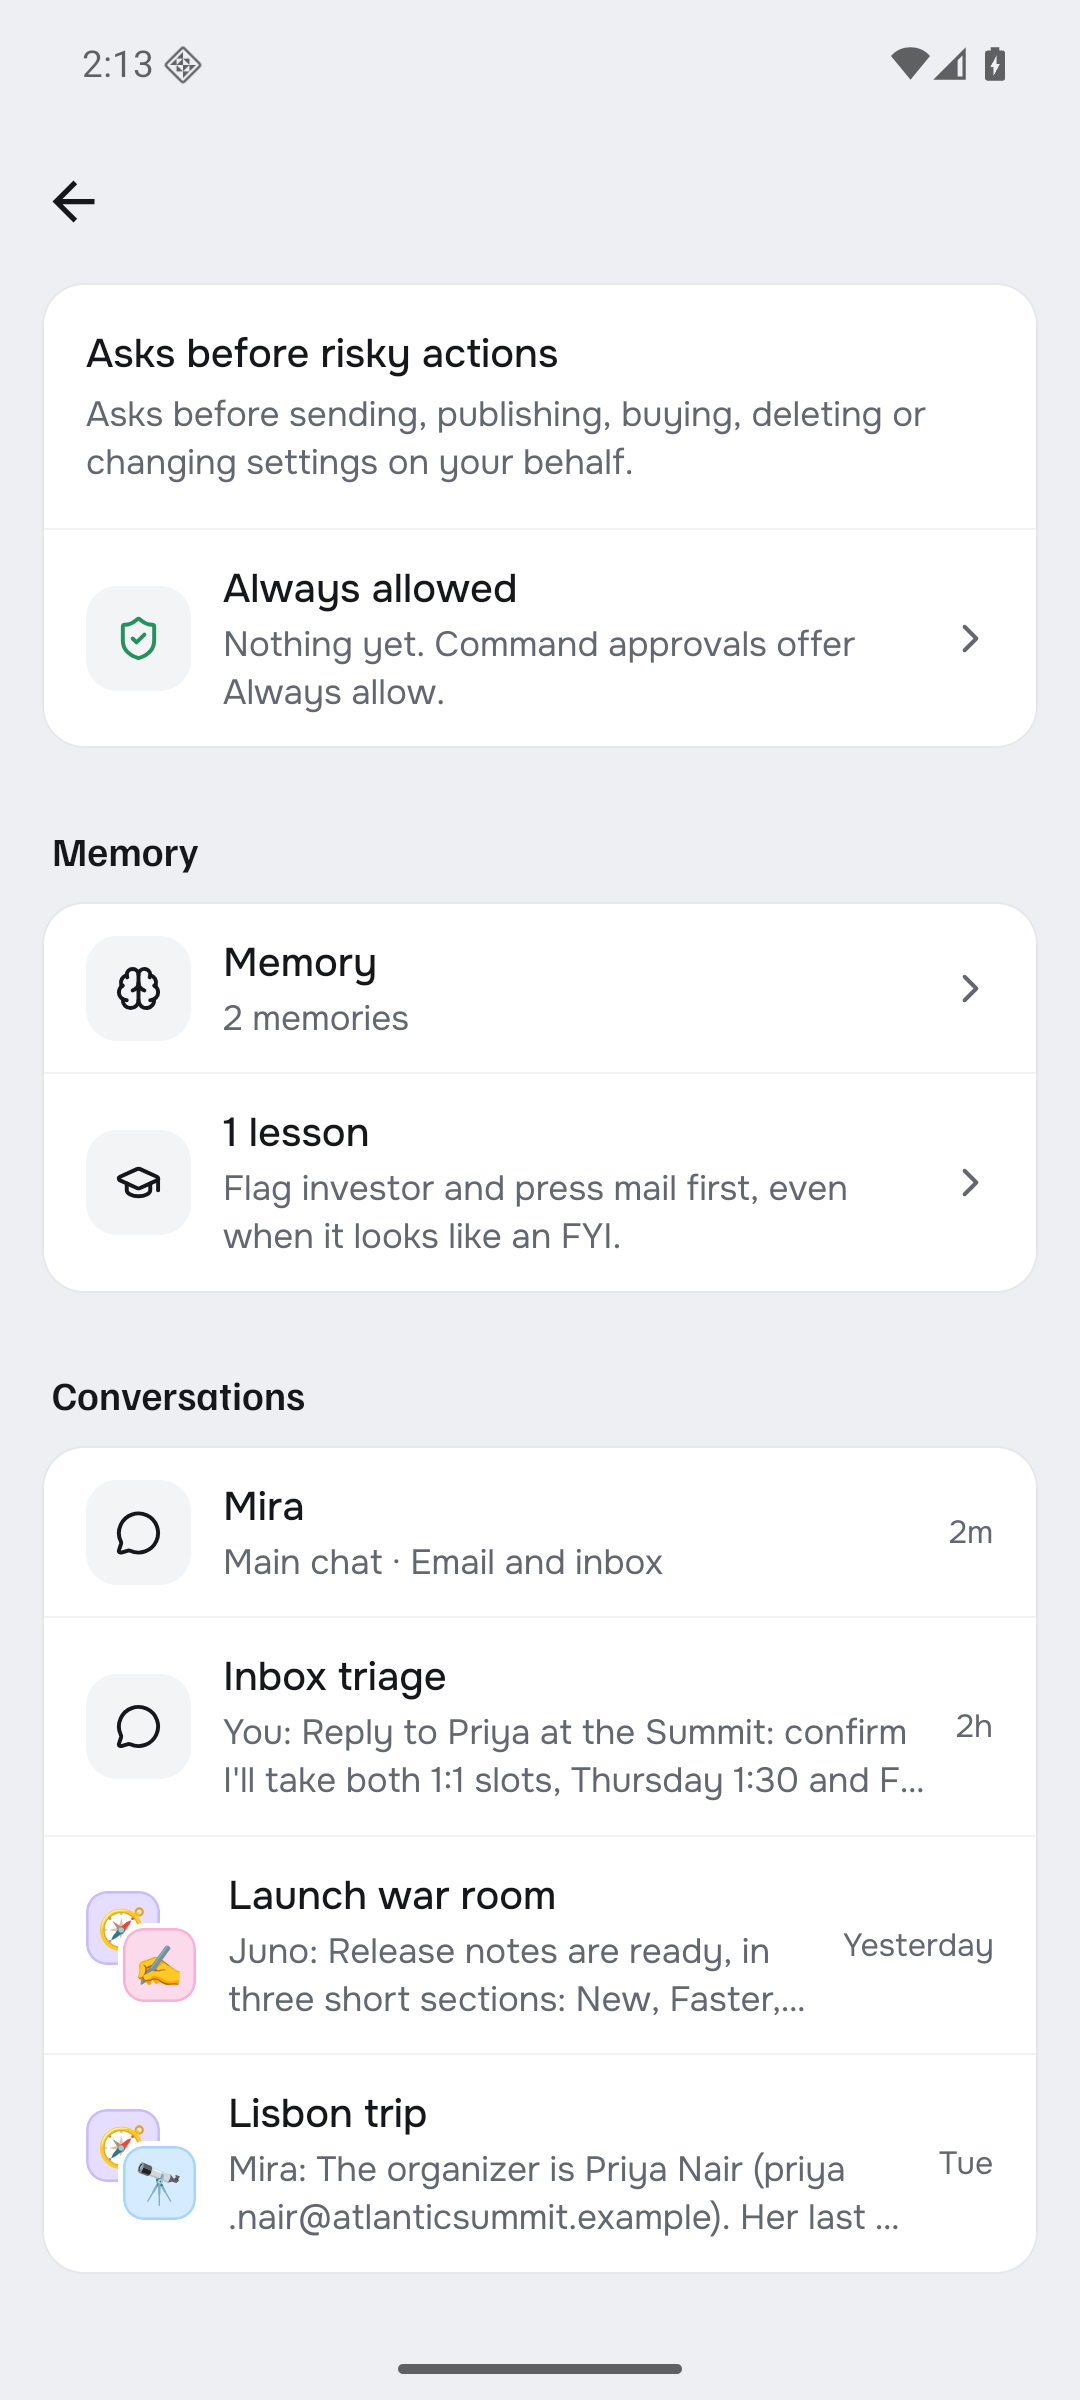 2:13
Asks before risky actions
Asks before sending, publishing, buying, deleting or
changing settings on your behalf.
Always allowed
Nothing yet. Command approvals offer
Always allow.
Memory
Memory
2 memories
1 lesson
Flag investor and press mail first, even
when it looks like an FYI.
Conversations
Mira
Main chat · Email and inbox
2m
Inbox triage
You: Reply to Priya at the Summit: confirm
I'll take both 1:1 slots, Thursday 1:30 and F...
2h
Launch war room
Juno: Release notes are ready, in
three short sections: New, Faster,...
Yesterday
Lisbon trip
Mira: The organizer is Priya Nair (priya
.nair@atlanticsummit.example). Her last ...
Tue